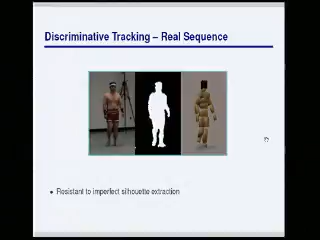 Discriminative Tracking – Real Sequence
• Resistant to imperfect silhouette extraction